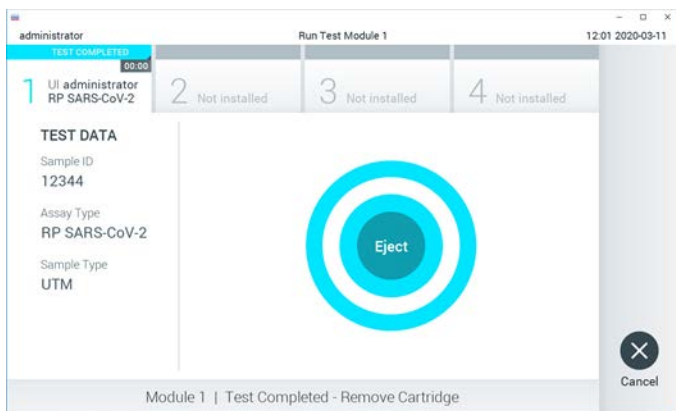 administrator Run Test Module 1 12:01 2020-03-11
TEST COMPLETED
00:00
1 UI administrator
RP SARS-CoV-2
2 Not installed
3 Not installed
4 Not installed
TEST DATA
Sample ID
12344
Assay Type
RP SARS-CoV-2
Sample Type
UTM
Eject
Cancel
Module 1 | Test Completed - Remove Cartridge